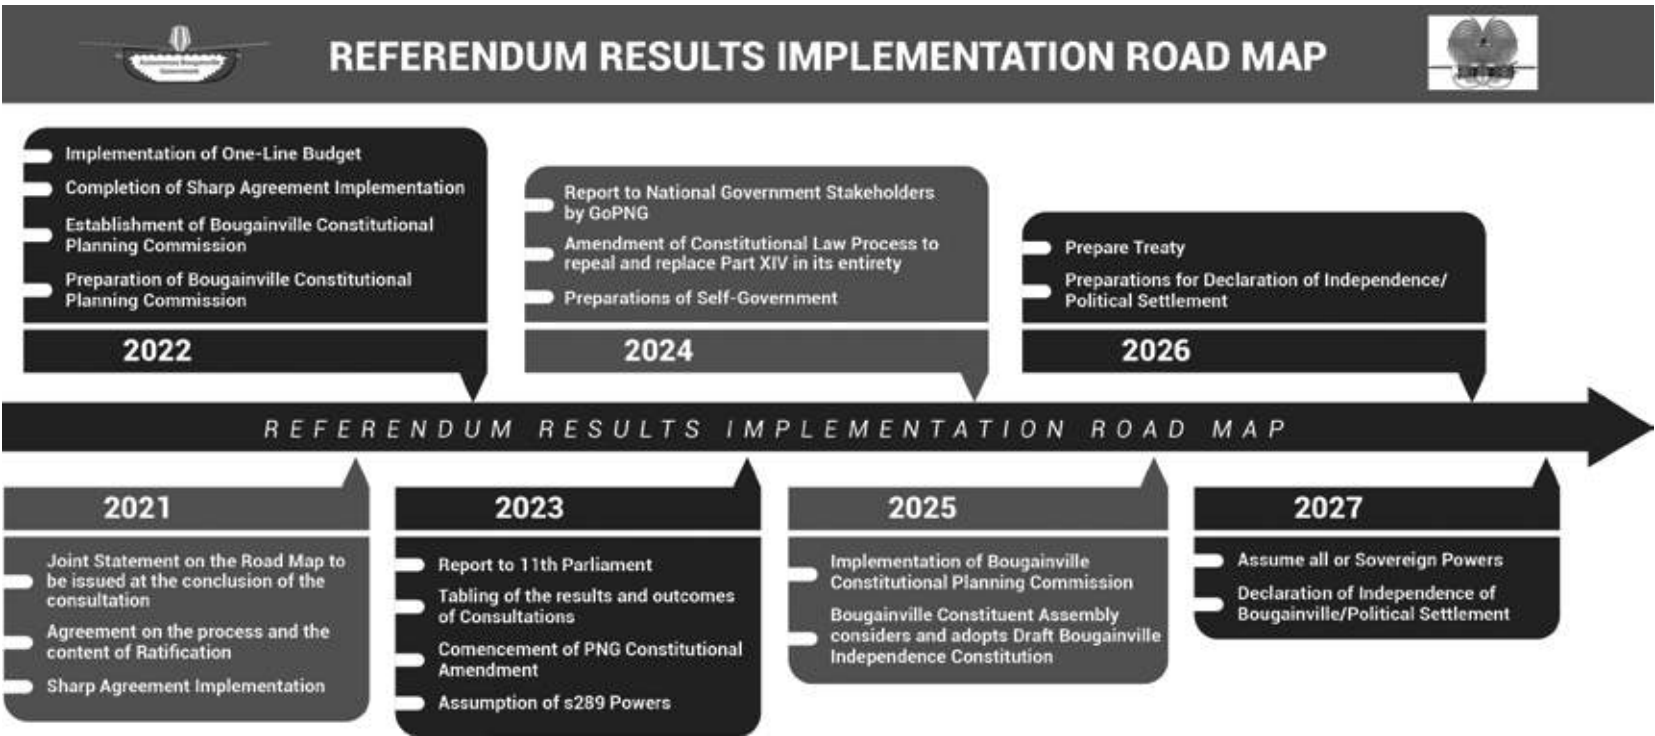 REFERENDUM RESULTS IMPLEMENTATION ROAD MAP
Implementation of One-Line Budget
Completion of Sharp Agreement Implementation
Establishment of Bougainville Constitutional
Planning Commission
Preparation of Bougainville Constitutional
Planning Commission
2022
Report to National Government Stakeholders
by GoPNG
Amendment of Constitutional Law Process to
repeal and replace Part XIV in its entirety
Preparations of Self-Government
2024
Prepare Treaty
Preparations for Declaration of Independence/
Political Settlement
2026
REFERENDUM RESULTS IMPLEMENTATION ROAD MAP
2021
Joint Statement on the Road Map to
be issued at the conclusion of the
consultation
Agreement on the process and the
content of Ratification
Sharp Agreement Implementation
2023
Report to 11th Parliament
Tabling of the results and outcomes
of Consultations
Comencement of PNG Constitutional
Amendment
Assumption of s289 Powers
2025
Implementation of Bougainville
Constitutional Planning Commission
Bougainville Constituent Assembly
considers and adopts Draft Bougainville
Independence Constitution
2027
Assume all or Sovereign Powers
Declaration of Independence of
Bougainville/Political Settlement